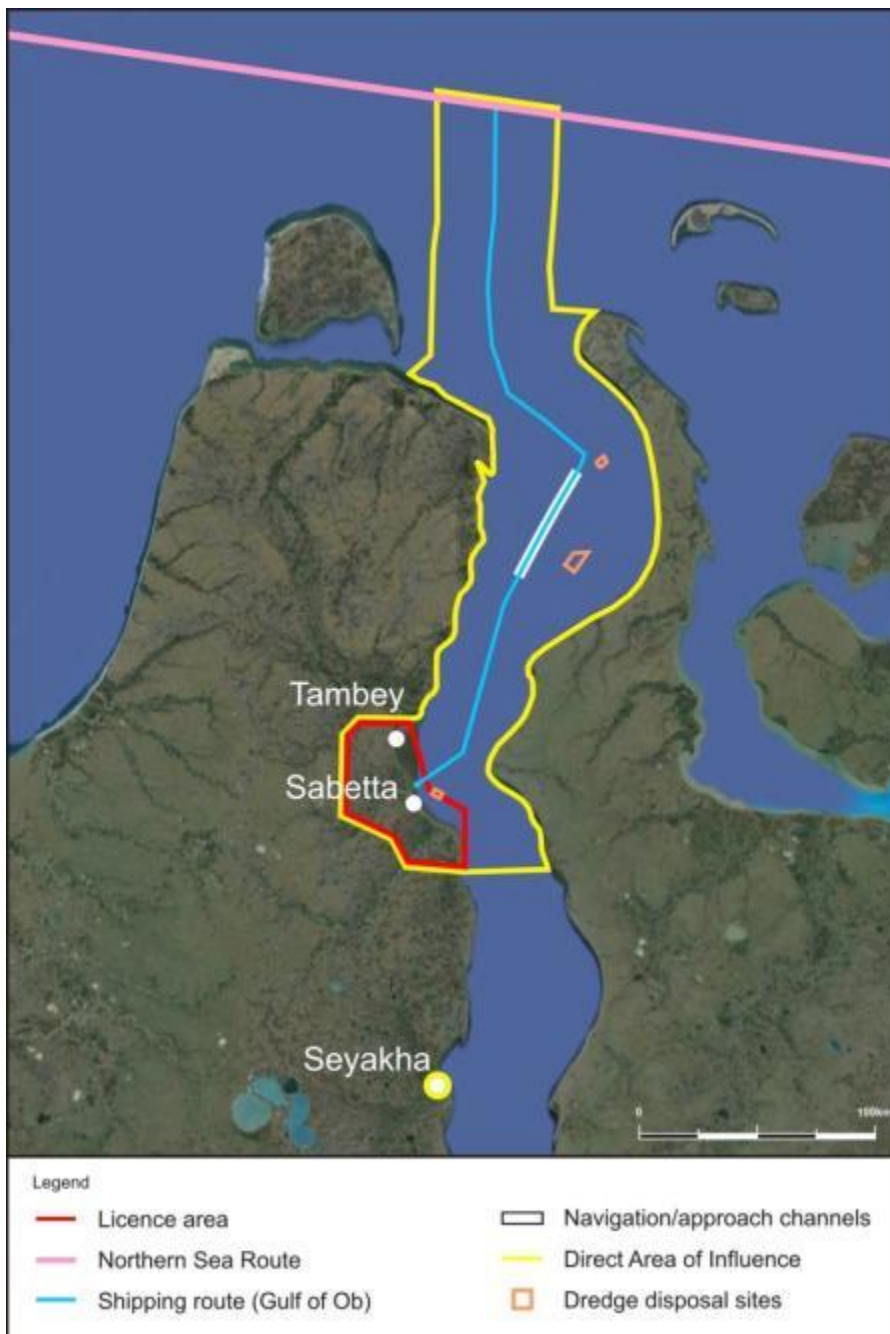 Tambey
Sabetta
Seyakha
0 100km
Legend
Licence area
Northern Sea Route
Shipping route (Gulf of Ob)
Navigation/approach channels
Direct Area of Influence
Dredge disposal sites